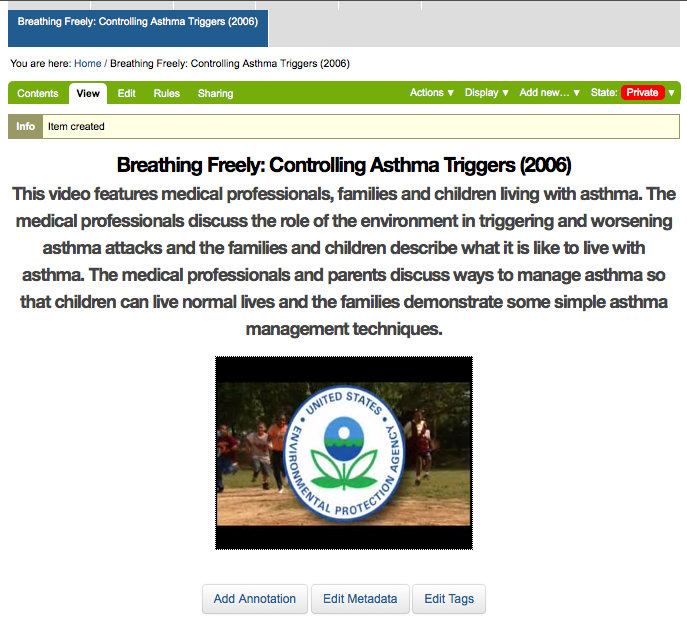 Breathing Freely: Controlling Asthma Triggers (2006)
You are here: Home / Breathing Freely: Controlling Asthma Triggers (2006)
Contents View Edit Rules Sharing Actions ▼ Display ▼ Add new... ▼ State: Private ▼
Info Item created
Breathing Freely: Controlling Asthma Triggers (2006)
This video features medical professionals, families and children living with asthma. The
medical professionals discuss the role of the environment in triggering and worsening
asthma attacks and the families and children describe what it is like to live with
asthma. The medical professionals and parents discuss ways to manage asthma so
that children can live normal lives and the families demonstrate some simple asthma
management techniques.
UNITED STATES
ENVIRONMENTAL PROTECTION AGENCY
Add Annotation Edit Metadata Edit Tags